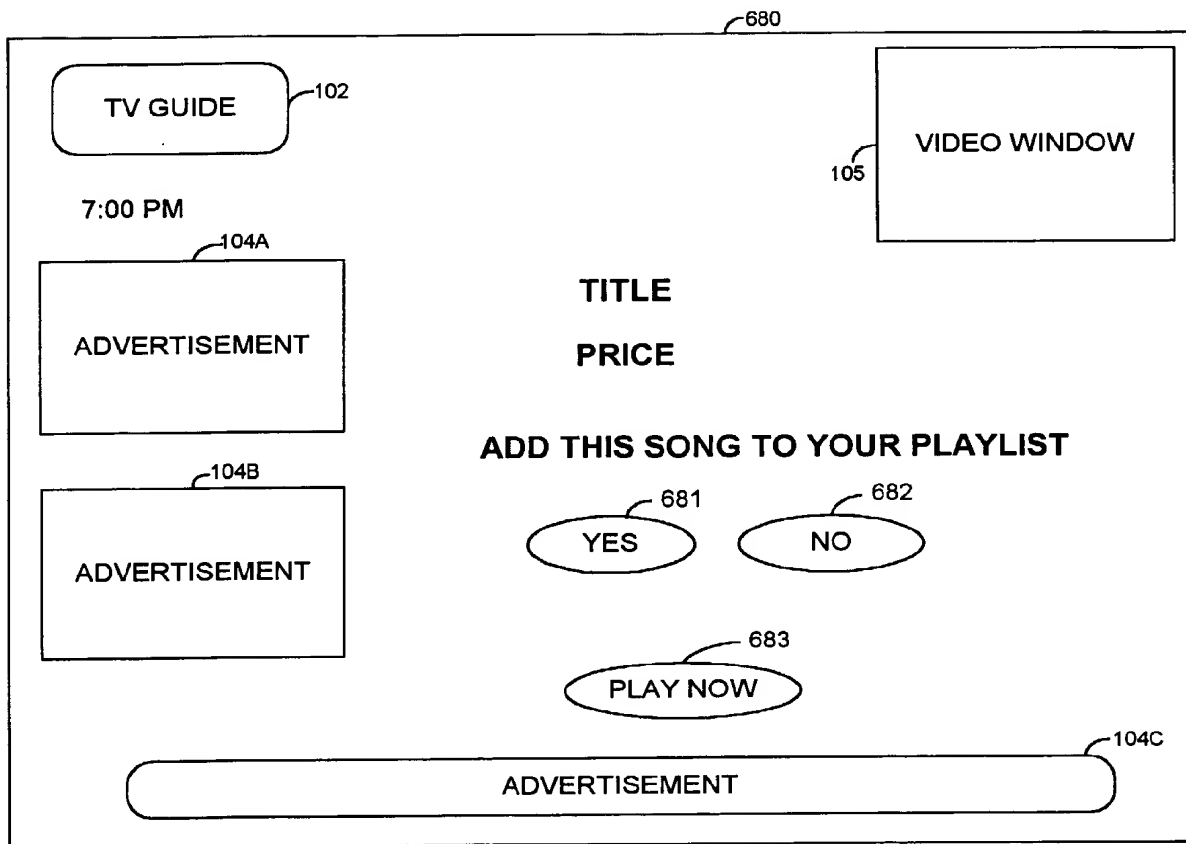 680
TV GUIDE
102
VIDEO WINDOW
105
7:00 PM
104A
ADVERTISEMENT
TITLE
PRICE
ADD THIS SONG TO YOUR PLAYLIST
104B
ADVERTISEMENT
681
YES
682
NO
683
PLAY NOW
104C
ADVERTISEMENT